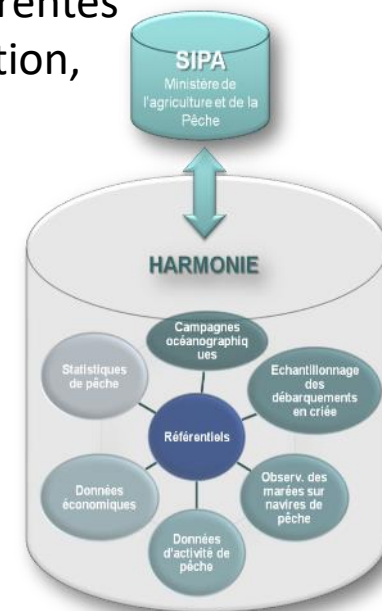 rentes
tion,
SIPA
Ministère de
l'agriculture et de la
Pêche
HARMONIE
Campagnes
océanographiq
ues
Statistiques
de pêche
Echantillonnage
des
débarquements
en criée
Référentiels
Données
économiques
Observ. des
marées sur
navires de
pêche
Données
d'activité de
pêche